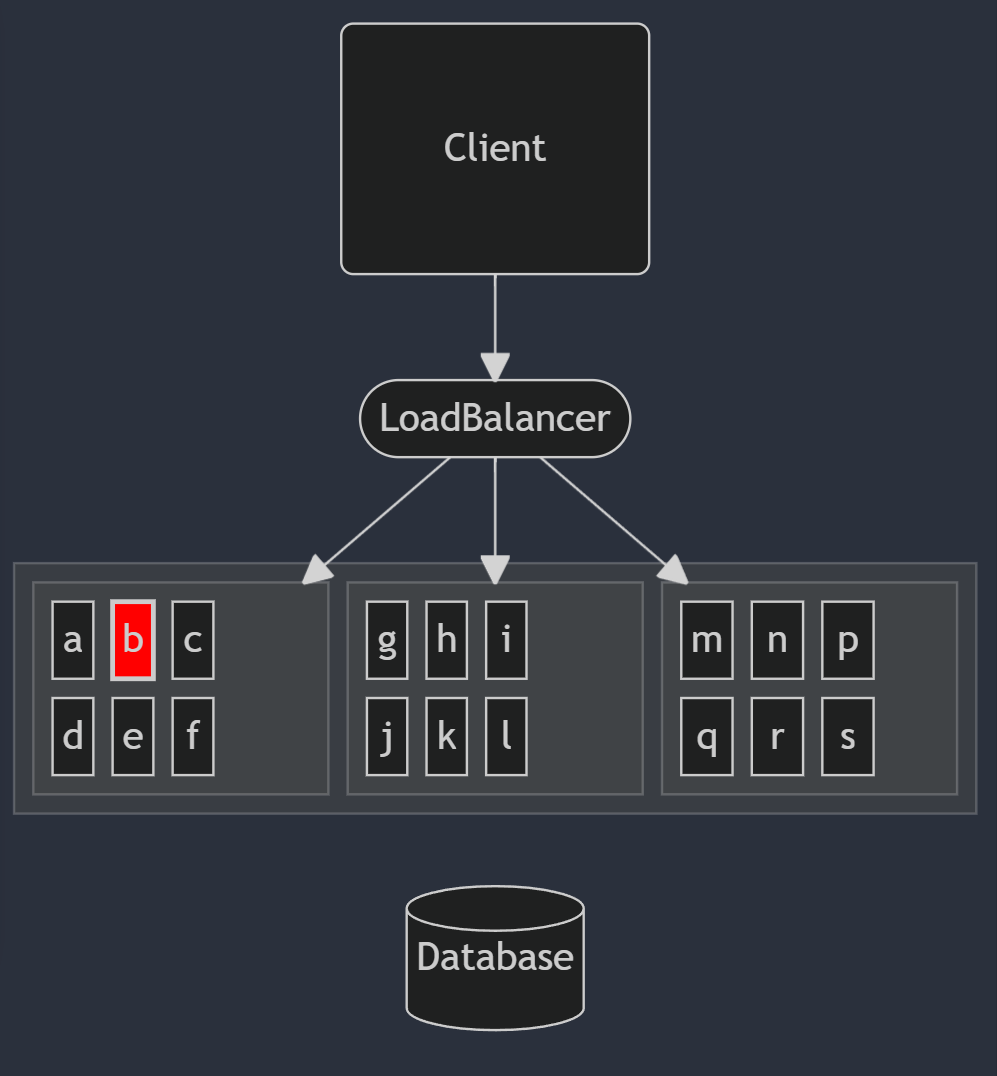 Client
LoadBalancer
a b c
d e f
g h i
j k l
m n p
q r s
Database